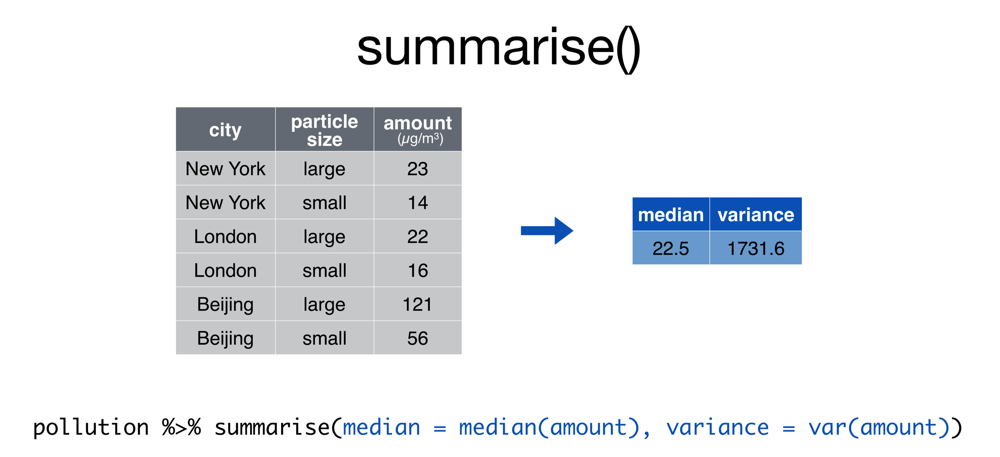 summarise()
city particle size amount (µg/m³)
New York large 23
New York small 14
London large 22
London small 16
Beijing large 121
Beijing small 56
median variance
22.5 1731.6
pollution %>% summarise(median = median(amount), variance = var(amount))